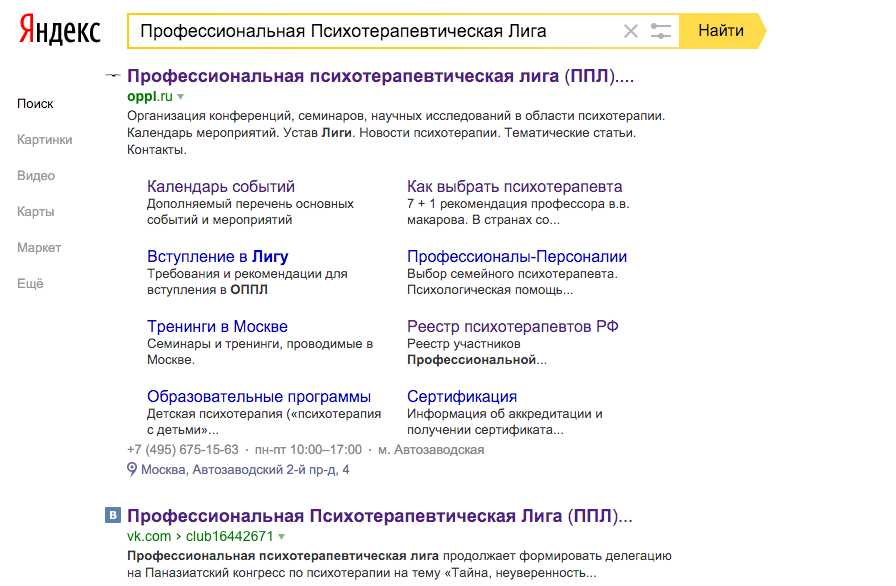 Яндекс
Профессиональная Психотерапевтическая Лига
Найти
Поиск
Картинки
Видео
Карты
Маркет
Ещё
Профессиональная психотерапевтическая лига (ППЛ)....
oppl.ru
Организация конференций, семинаров, научных исследований в области психотерапии.
Календарь мероприятий. Устав Лиги. Новости психотерапии. Тематические статьи.
Контакты.
Календарь событий
Дополняемый перечень основных
событий и мероприятий
Как выбрать психотерапевта
7 + 1 рекомендация профессора в.в.
макарова. В странах со...
Вступление в Лигу
Требования и рекомендации для
вступления в ОППЛ
Профессионалы-Персоналии
Выбор семейного психотерапевта.
Психологическая помощь...
Тренинги в Москве
Семинары и тренинги, проводимые в
Москве.
Реестр психотерапевтов РФ
Реестр участников
Профессиональной...
Образовательные программы
Детская психотерапия («психотерапия
с детьми»...
Сертификация
Информация об аккредитации и
получении сертификата...
+7 (495) 675-15-63 · пн-пт 10:00–17:00 · м. Автозаводская
Москва, Автозаводский 2-й пр-д, 4
В
Профессиональная Психотерапевтическая Лига (ППЛ)...
vk.com › club16442671
Профессиональная психотерапевтическая лига продолжает формировать делегацию
на Паназиатский конгресс по психотерапии на тему «Тайна, неуверенность...